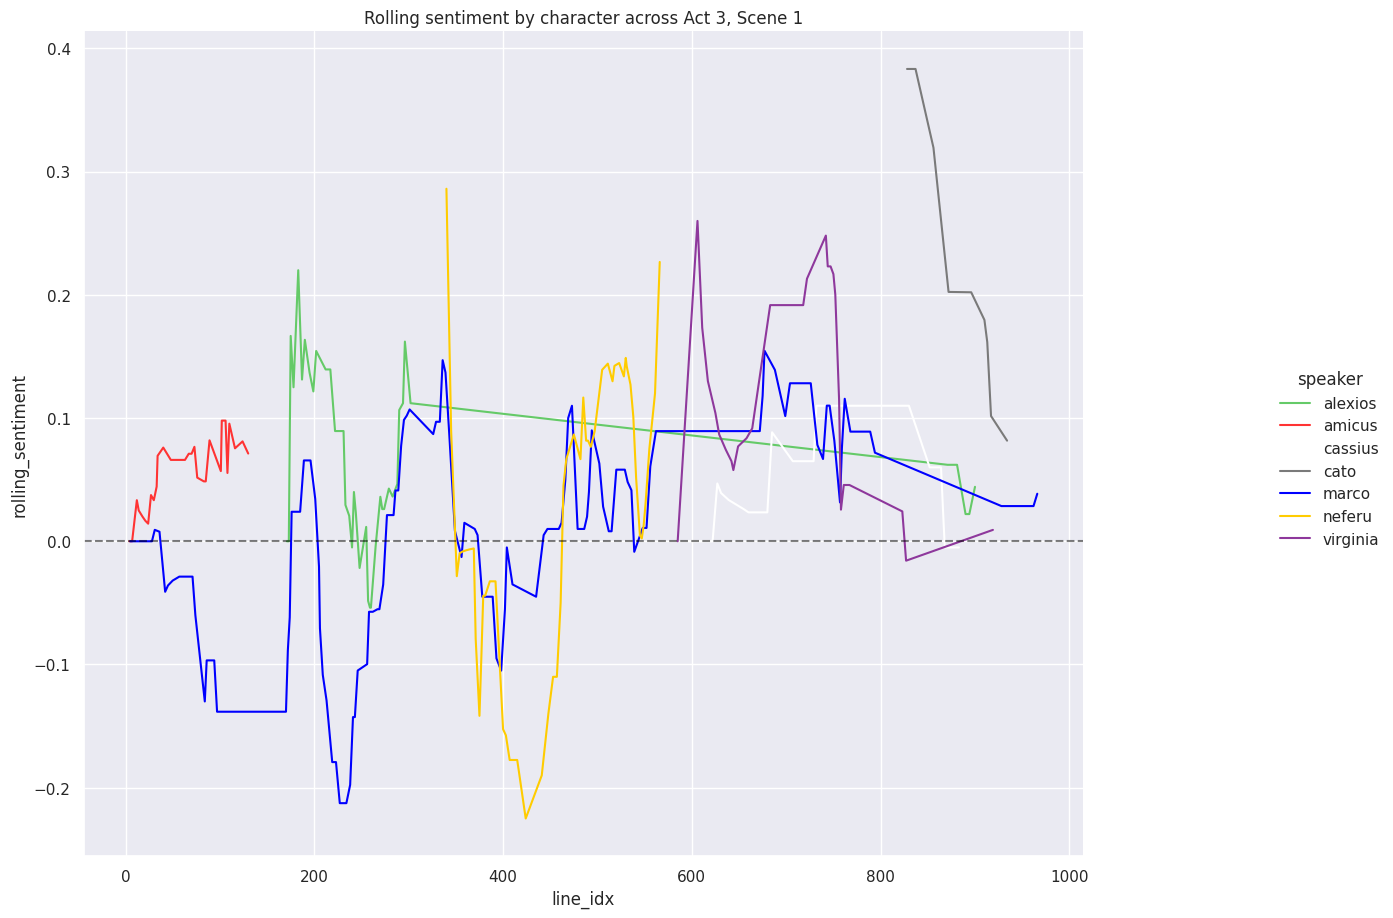 Rolling sentiment by character across Act 3, Scene 1
rolling_sentiment
0.4
0.3
0.2
0.1
0.0
−0.1
−0.2
0
200
400
600
800
1000
line_idx
speaker
alexios
amicus
cassius
cato
marco
neferu
virginia